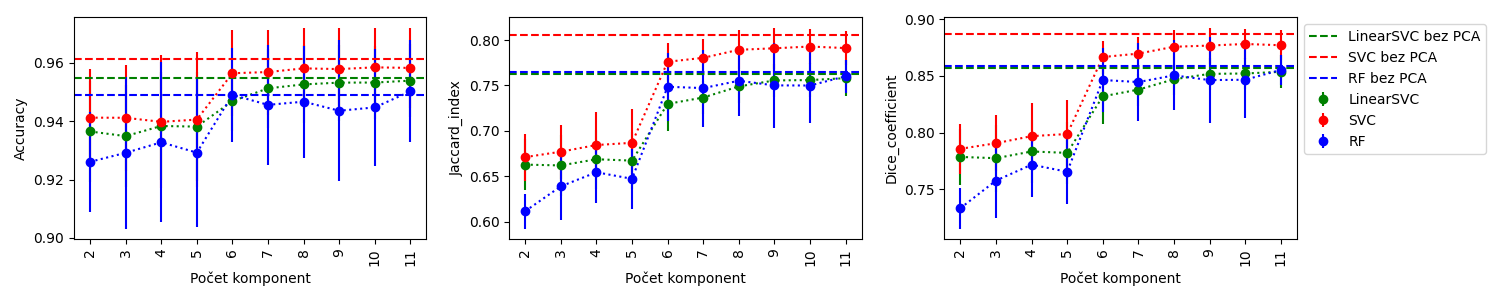 Accuracy
0.96
0.94
0.92
0.90
2 3 4 5 6 7 8 9 10 11
Počet komponent
Jaccard_index
0.80
0.75
0.70
0.65
0.60
2 3 4 5 6 7 8 9 10 11
Počet komponent
Dice_coefficient
0.90
0.85
0.80
0.75
2 3 4 5 6 7 8 9 10 11
Počet komponent
LinearSVC bez PCA
SVC bez PCA
RF bez PCA
LinearSVC
SVC
RF